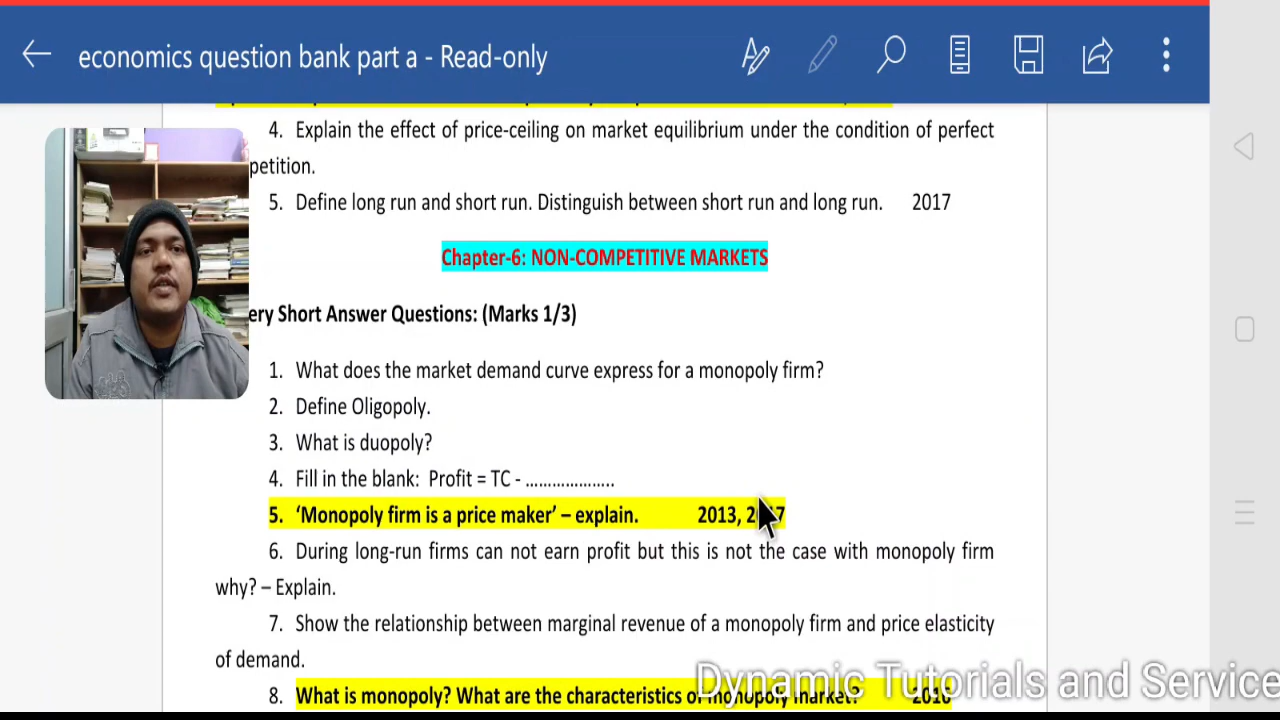 economics question bank part a - Read-only
4. Explain the effect of price-ceiling on market equilibrium under the condition of perfect
petition.
5. Define long run and short run. Distinguish between short run and long run. 2017
Chapter-6: NON-COMPETITIVE MARKETS
ery Short Answer Questions: (Marks 1/3)
1. What does the market demand curve express for a monopoly firm?
2. Define Oligopoly.
3. What is duopoly?
4. Fill in the blank: Profit = TC - ....................
5. ‘Monopoly firm is a price maker’ – explain. 2013, 2017
6. During long-run firms can not earn profit but this is not the case with monopoly firm
why? – Explain.
7. Show the relationship between marginal revenue of a monopoly firm and price elasticity
of demand.
8. What is monopoly? What are the characteristics of monopoly market? 2016
Dynamic Tutorials and Service